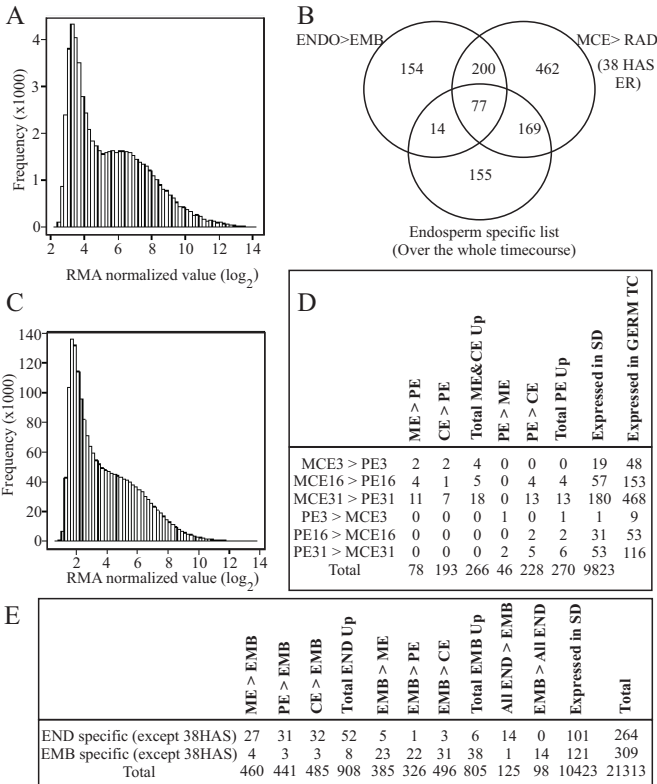 A
Frequency (x1000)
4
3
2
1
0
2 4 6 8 10 12 14
RMA normalized value (log2)
B
ENDO>EMB
MCE> RAD
(38 HAS
ER)
154 200 462
77
14 169
155
Endosperm specific list
(Over the whole timecourse)
C
Frequency (x1000)
140
120
100
80
60
40
20
0
2 4 6 8 10 12 14
RMA normalized value (log2)
D
ME > PE CE > PE Total ME&CE Up PE > ME PE > CE Total PE Up Expressed in SD Expressed in GERM TC
MCE3 > PE3 2 2 4 0 0 0 19 48
MCE16 > PE16 4 1 5 0 4 4 57 153
MCE31 > PE31 11 7 18 0 13 13 180 468
PE3 > MCE3 0 0 0 1 0 1 1 9
PE16 > MCE16 0 0 0 0 2 2 31 53
PE31 > MCE31 0 0 0 2 5 6 53 116
Total 78 193 266 46 228 270 9823
E
ME > EMB PE > EMB CE > EMB Total END Up EMB > ME EMB > PE EMB > CE Total EMB Up All END > EMB EMB > All END Expressed in SD Total
END specific (except 38HAS) 27 31 32 52 5 1 3 6 14 0 101 264
EMB specific (except 38HAS) 4 3 3 8 23 22 31 38 1 14 121 309
Total 460 441 485 908 385 326 496 805 125 98 10423 21313